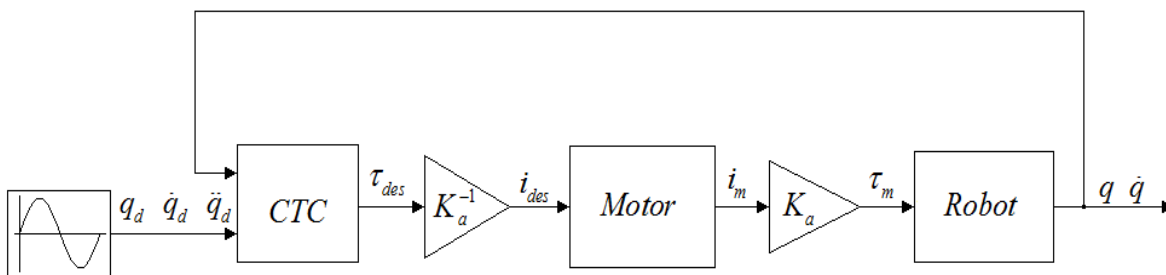 q_d q̇_d q̈_d
CTC
τ_des
K_a^{-1}
i_des
Motor
i_m
K_a
τ_m
Robot
q q̇